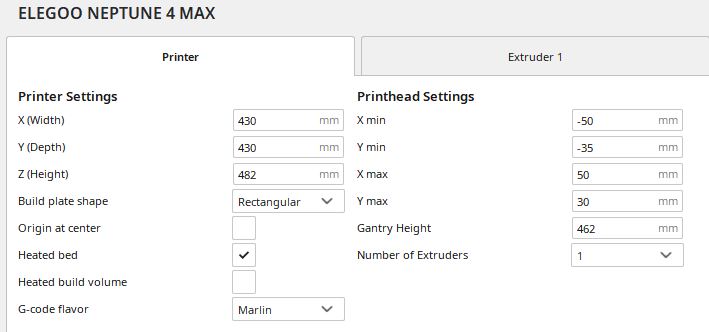 ELEGOO NEPTUNE 4 MAX
Printer
Extruder 1
Printer Settings
X (Width) 430 mm
Y (Depth) 430 mm
Z (Height) 482 mm
Build plate shape Rectangular
Origin at center
Heated bed
Heated build volume
G-code flavor Marlin
Printhead Settings
X min -50 mm
Y min -35 mm
X max 50 mm
Y max 30 mm
Gantry Height 462 mm
Number of Extruders 1